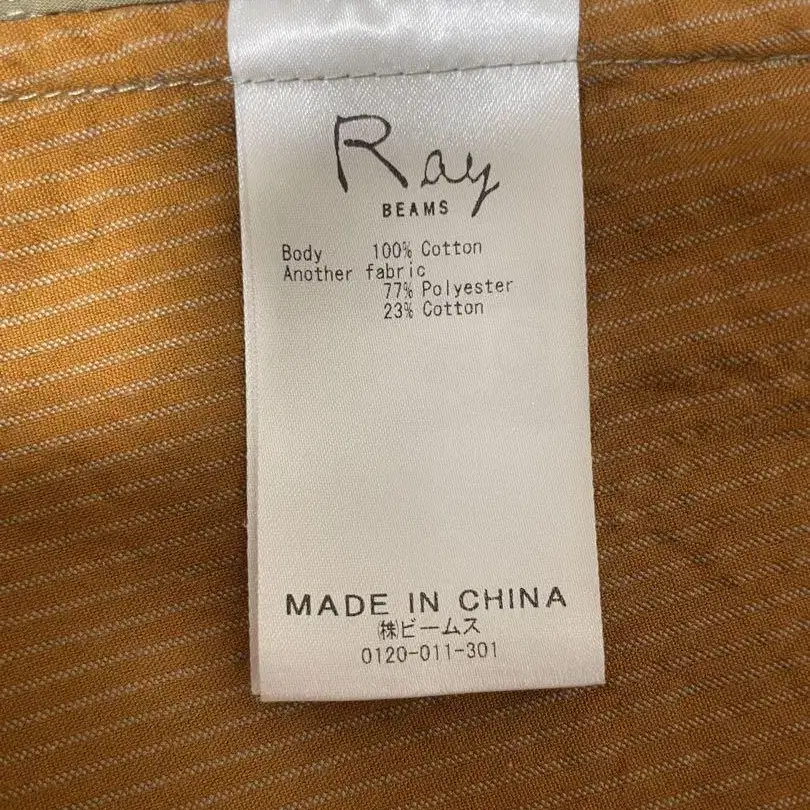 Ray
BEAMS
Body 100% Cotton
Another fabric
77% Polyester
23% Cotton
MADE IN CHINA
㈱ビームス
0120-011-301